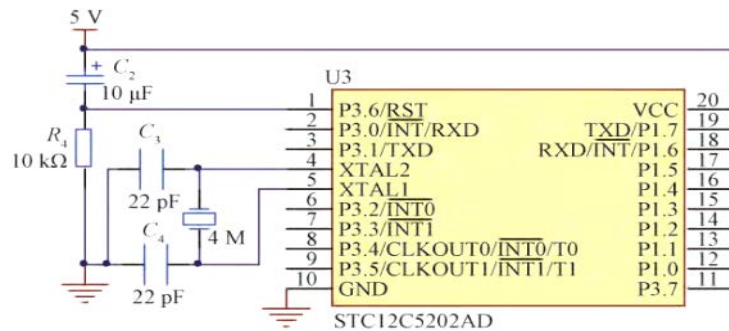 5 V
+ C2
10 μF
R4
10 kΩ
C3
22 pF
C4
22 pF
4 M
U3
1 P3.6/RST VCC 20
2 P3.0/INT/RXD TXD/P1.7 19
3 P3.1/TXD RXD/INT/P1.6 18
4 XTAL2 P1.5 17
5 XTAL1 P1.4 16
6 P3.2/INT0 P1.3 15
7 P3.3/INT1 P1.2 14
8 P3.4/CLKOUT0/INT0/T0 P1.1 13
9 P3.5/CLKOUT1/INT1/T1 P1.0 12
10 GND P3.7 11
STC12C5202AD